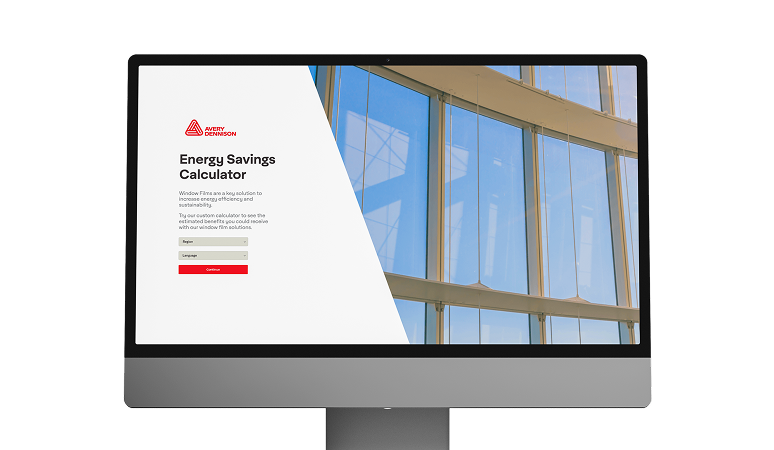 AVERY
DENNISON
Energy Savings
Calculator
Window Films are a key solution to
increase energy efficiency and
sustainability.
Try our custom calculator to see the
estimated benefits you could receive
with our window film solutions.
Region
Language
Continue